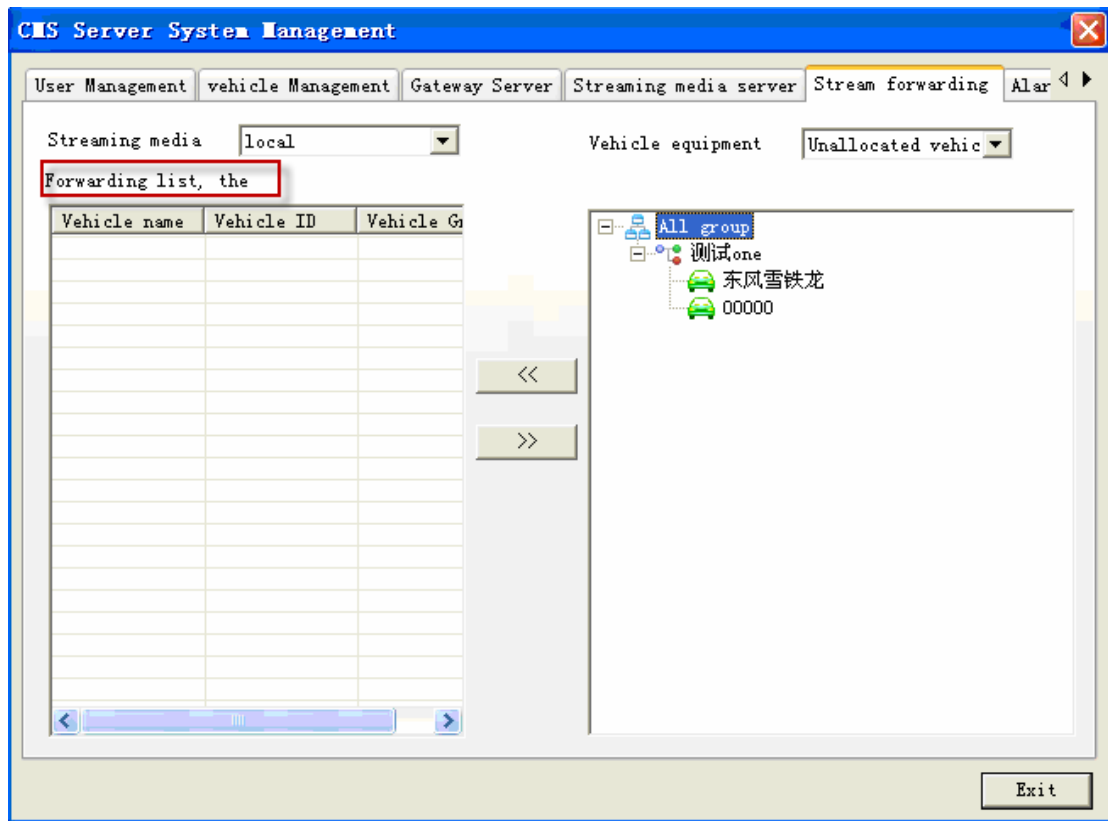 CMS Server System Management
User Management vehicle Management Gateway Server Streaming media server Stream forwarding Alar
Streaming media local
Vehicle equipment Unallocated vehic
Forwarding list, the
Vehicle name Vehicle ID Vehicle Gr
All group
测试one
东风雪铁龙
00000
<<
>>
Exit